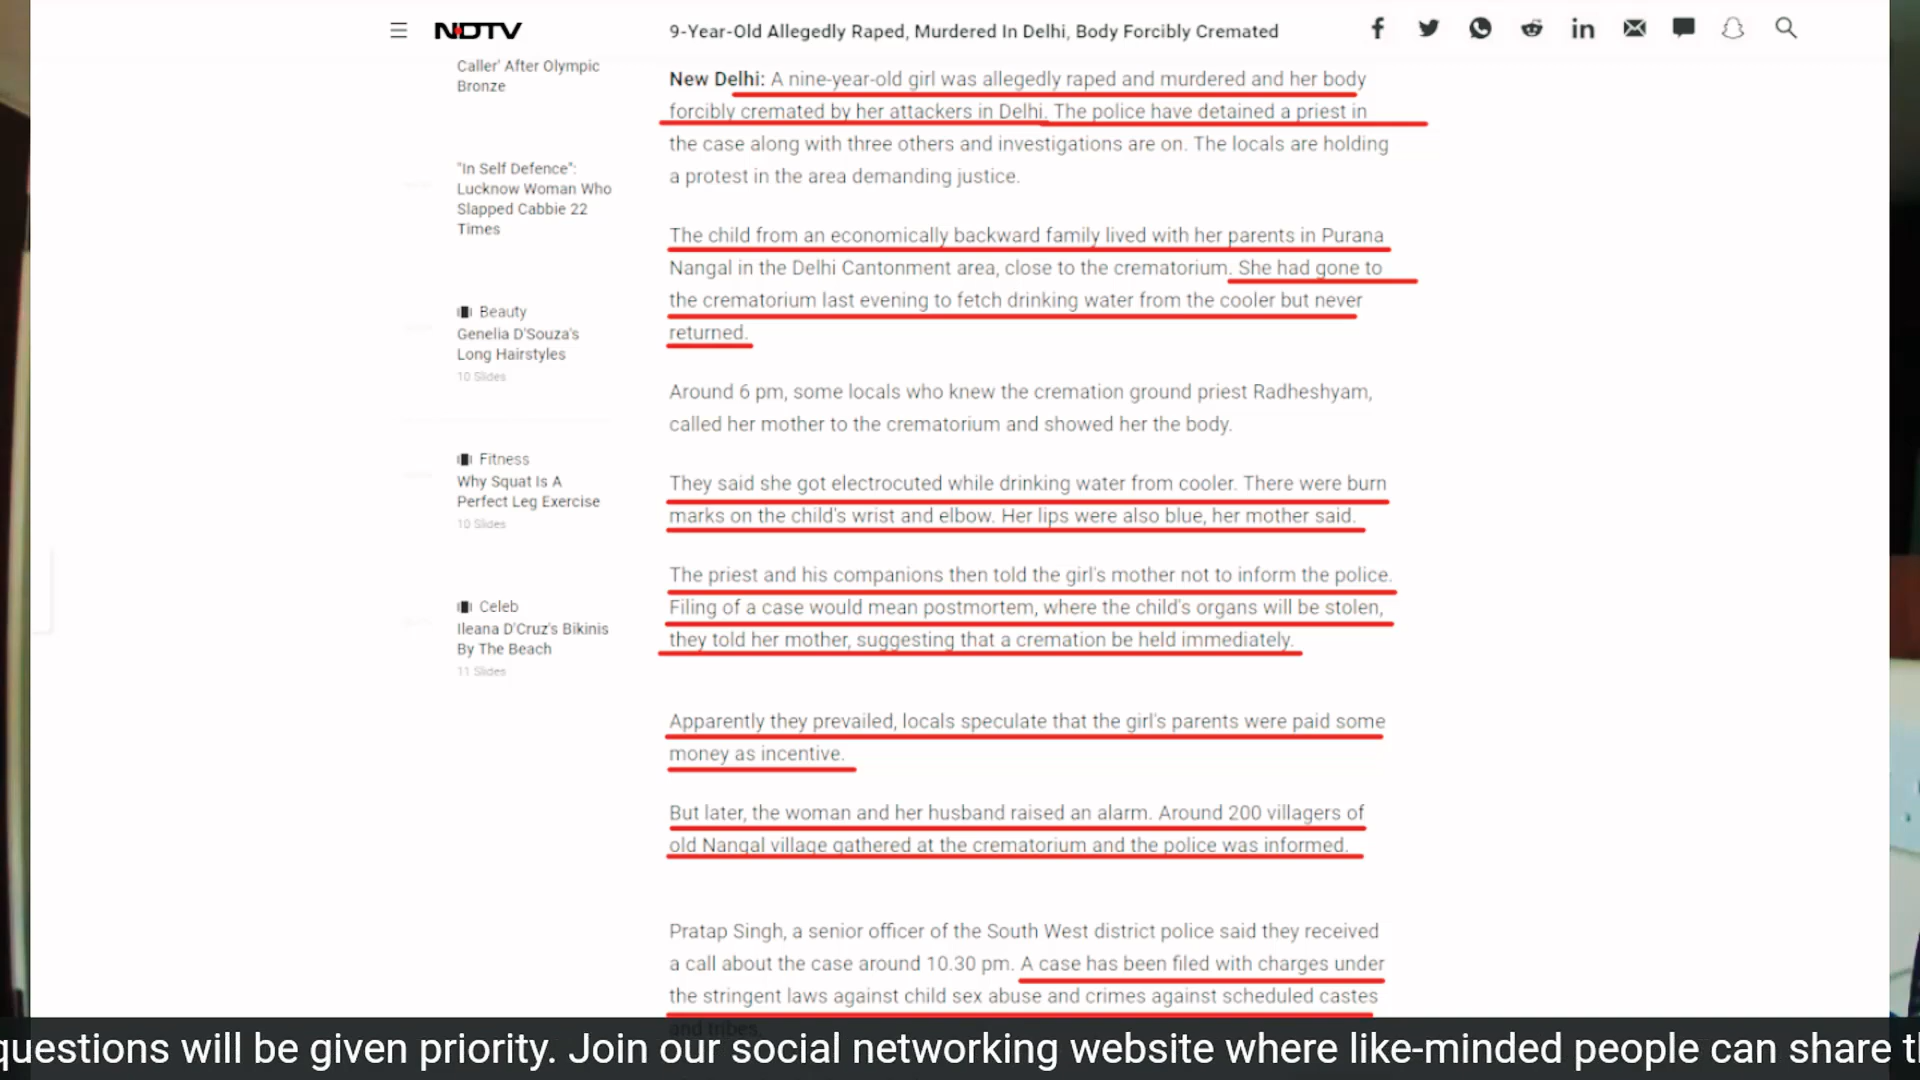 NDTV
9-Year-Old Allegedly Raped, Murdered In Delhi, Body Forcibly Cremated
Caller' After Olympic
Bronze
"In Self Defence":
Lucknow Woman Who
Slapped Cabbie 22
Times
Beauty
Genelia D'Souza's
Long Hairstyles
10 Slides
Fitness
Why Squat Is A
Perfect Leg Exercise
10 Slides
Celeb
Ileana D'Cruz's Bikinis
By The Beach
11 Slides
New Delhi: A nine-year-old girl was allegedly raped and murdered and her body
forcibly cremated by her attackers in Delhi. The police have detained a priest in
the case along with three others and investigations are on. The locals are holding
a protest in the area demanding justice.
The child from an economically backward family lived with her parents in Purana
Nangal in the Delhi Cantonment area, close to the crematorium. She had gone to
the crematorium last evening to fetch drinking water from the cooler but never
returned.
Around 6 pm, some locals who knew the cremation ground priest Radheshyam,
called her mother to the crematorium and showed her the body.
They said she got electrocuted while drinking water from cooler. There were burn
marks on the child's wrist and elbow. Her lips were also blue, her mother said.
The priest and his companions then told the girl's mother not to inform the police.
Filing of a case would mean postmortem, where the child's organs will be stolen,
they told her mother, suggesting that a cremation be held immediately.
Apparently they prevailed, locals speculate that the girl's parents were paid some
money as incentive.
But later, the woman and her husband raised an alarm. Around 200 villagers of
old Nangal village gathered at the crematorium and the police was informed.
Pratap Singh, a senior officer of the South West district police said they received
a call about the case around 10.30 pm. A case has been filed with charges under
the stringent laws against child sex abuse and crimes against scheduled castes
and tribes.
questions will be given priority. Join our social networking website where like-minded people can share